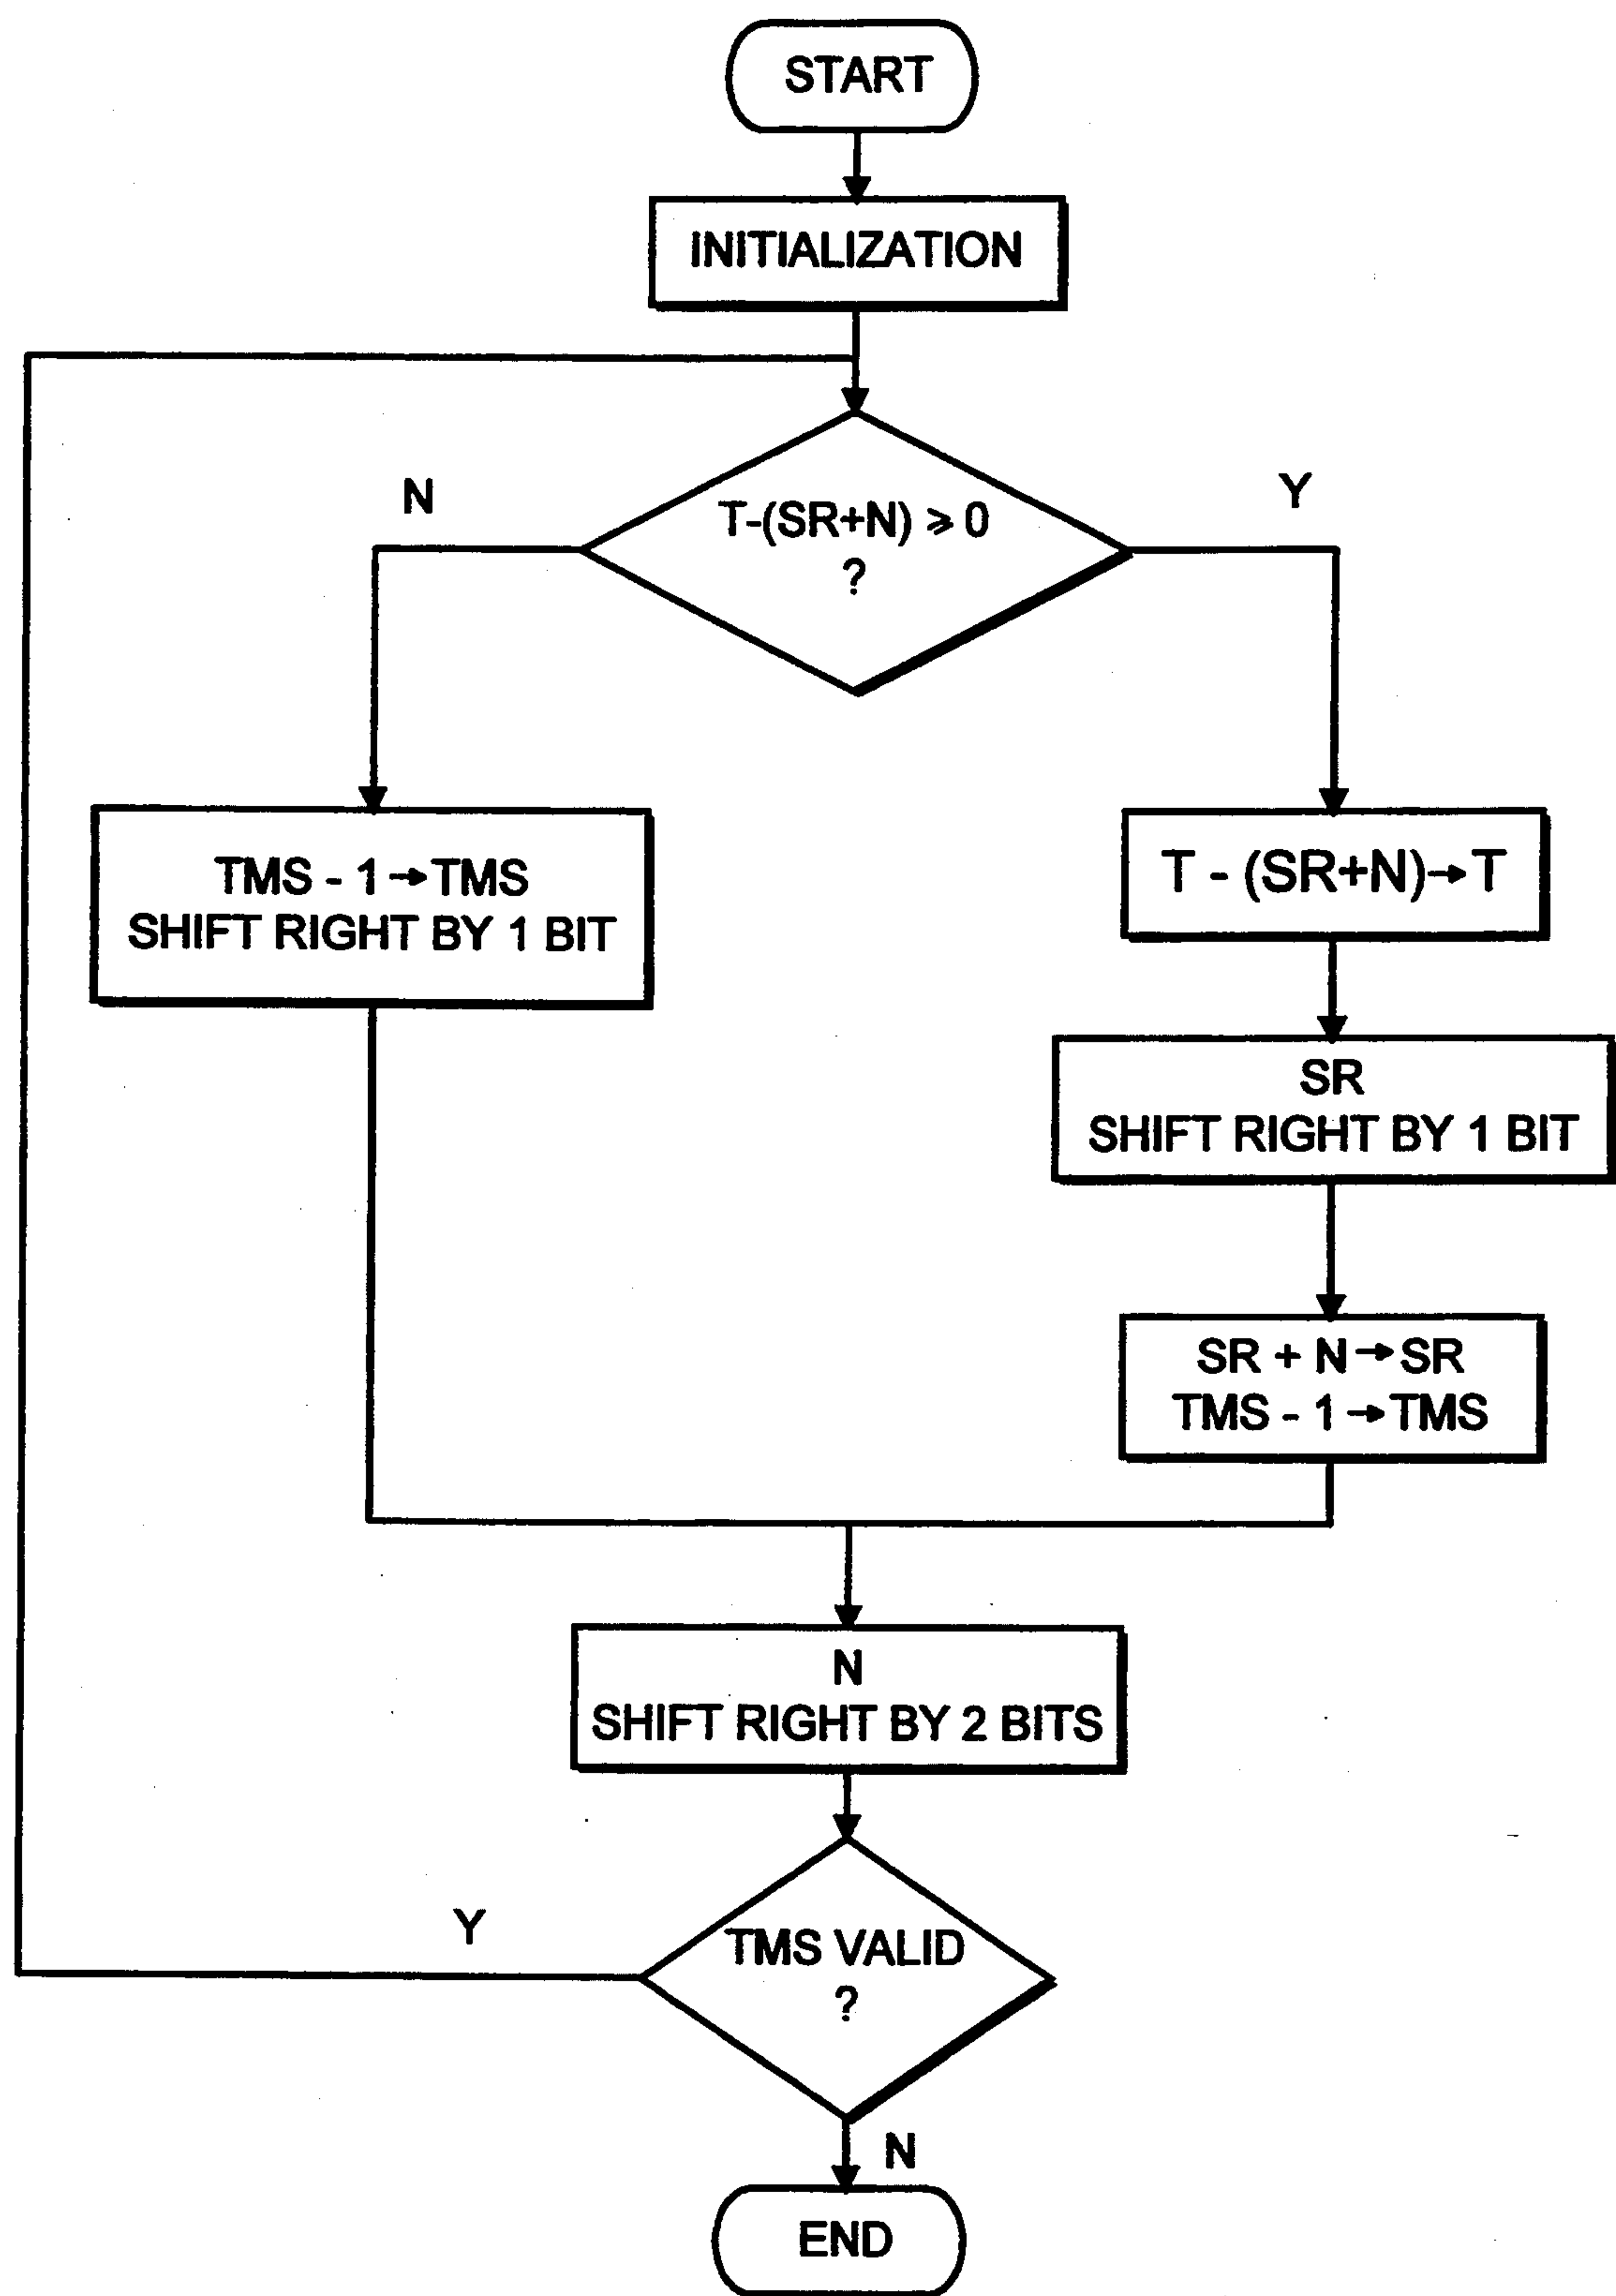 START
INITIALIZATION
N
Y
T-(SR+N) ⩾ 0
?
TMS - 1→TMS
SHIFT RIGHT BY 1 BIT
T - (SR+N)→T
SR
SHIFT RIGHT BY 1 BIT
SR + N→SR
TMS - 1→TMS
N
SHIFT RIGHT BY 2 BITS
Y
TMS VALID
?
N
END